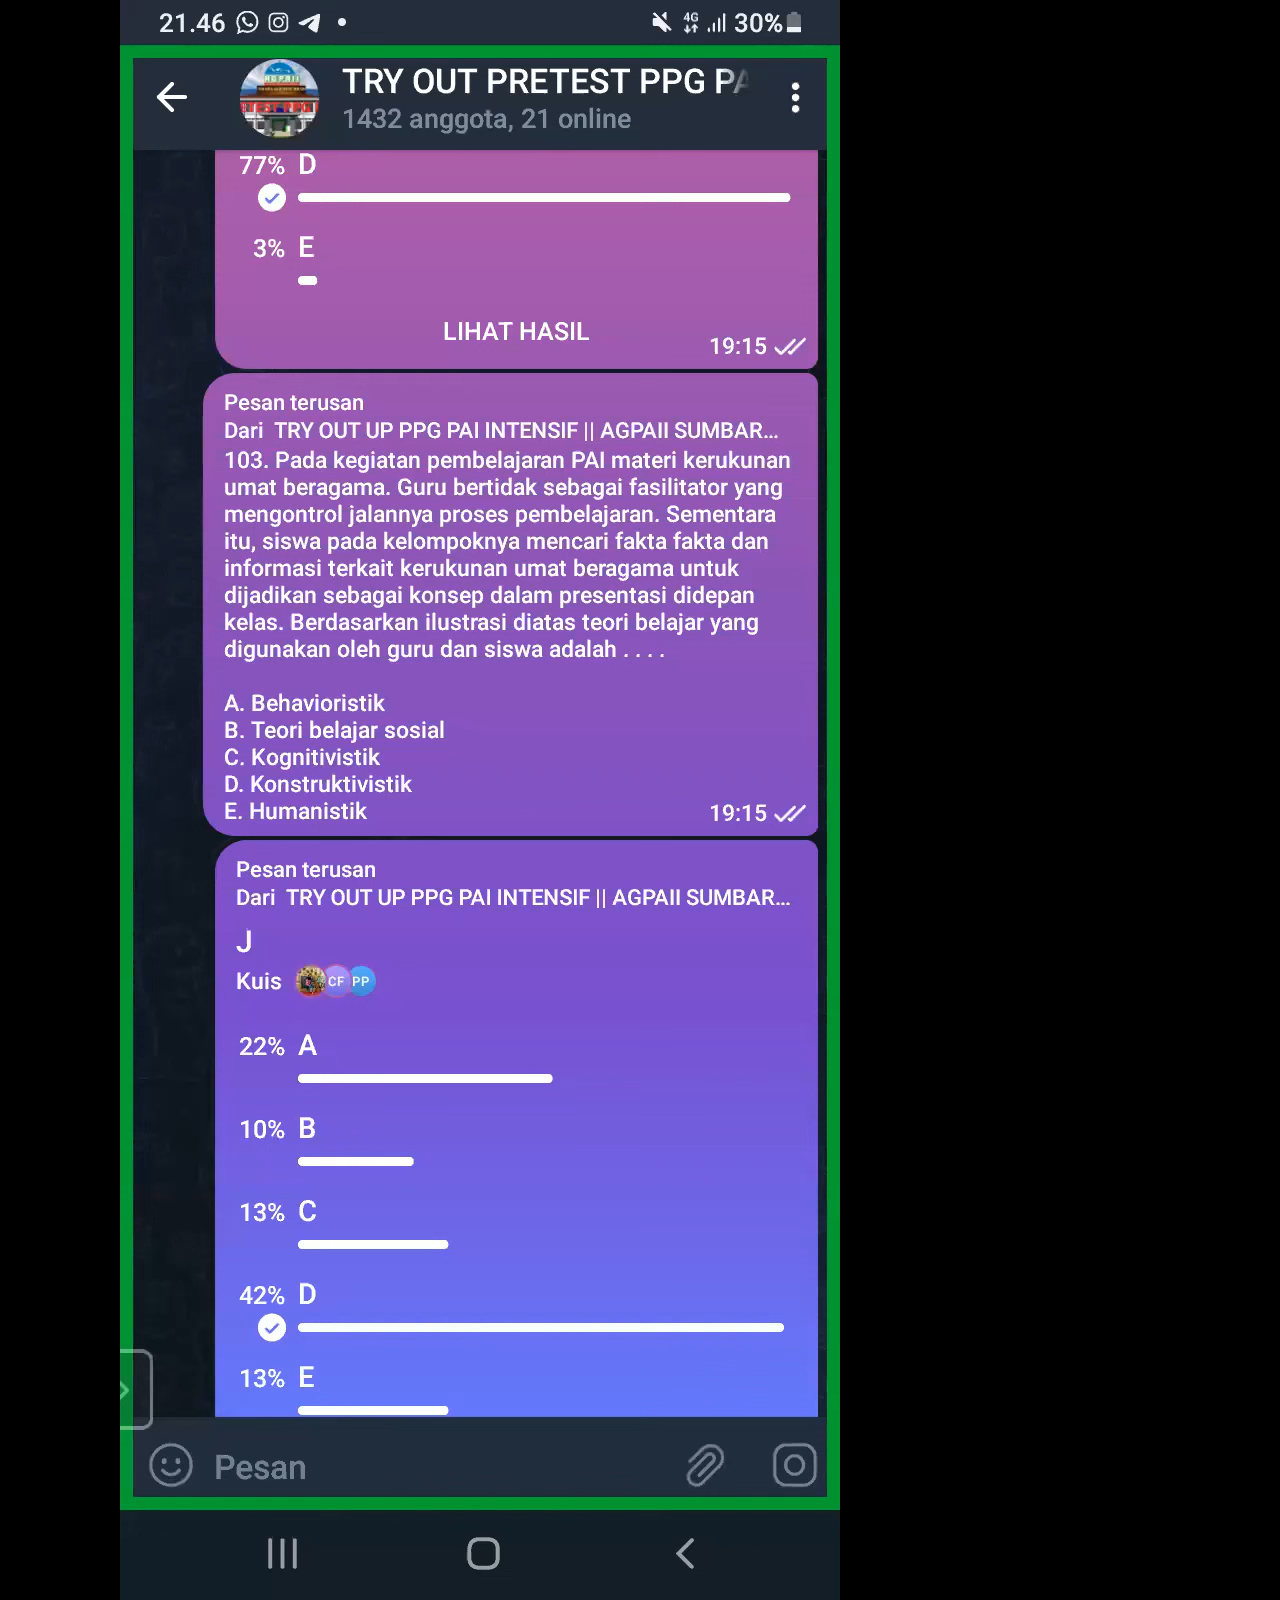 21.46
4G
30%
TRY OUT PRETEST PPG PA
1432 anggota, 21 online
77% D
3% E
LIHAT HASIL
19:15
Pesan terusan
Dari TRY OUT UP PPG PAI INTENSIF || AGPAII SUMBAR...
103. Pada kegiatan pembelajaran PAI materi kerukunan
umat beragama. Guru bertidak sebagai fasilitator yang
mengontrol jalannya proses pembelajaran. Sementara
itu, siswa pada kelompoknya mencari fakta fakta dan
informasi terkait kerukunan umat beragama untuk
dijadikan sebagai konsep dalam presentasi didepan
kelas. Berdasarkan ilustrasi diatas teori belajar yang
digunakan oleh guru dan siswa adalah . . . .
A. Behavioristik
B. Teori belajar sosial
C. Kognitivistik
D. Konstruktivistik
E. Humanistik
19:15
Pesan terusan
Dari TRY OUT UP PPG PAI INTENSIF || AGPAII SUMBAR...
J
Kuis CF PP
22% A
10% B
13% C
42% D
13% E
Pesan